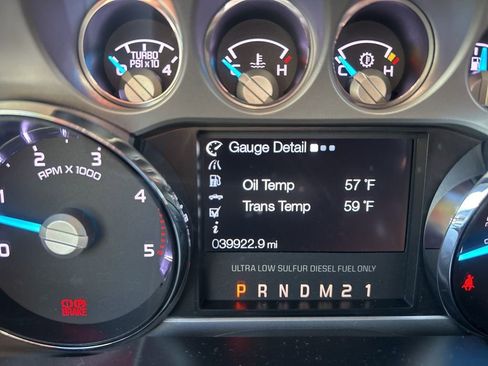 TURBO
PSI x 10
0 4
C H
C H
Gauge Detail
Oil Temp 57 °F
Trans Temp 59 °F
039922.9 mi
ULTRA LOW SULFUR DIESEL FUEL ONLY
P R N D M 2 1
0 1 2 3 4 5
RPM X 1000
BRAKE